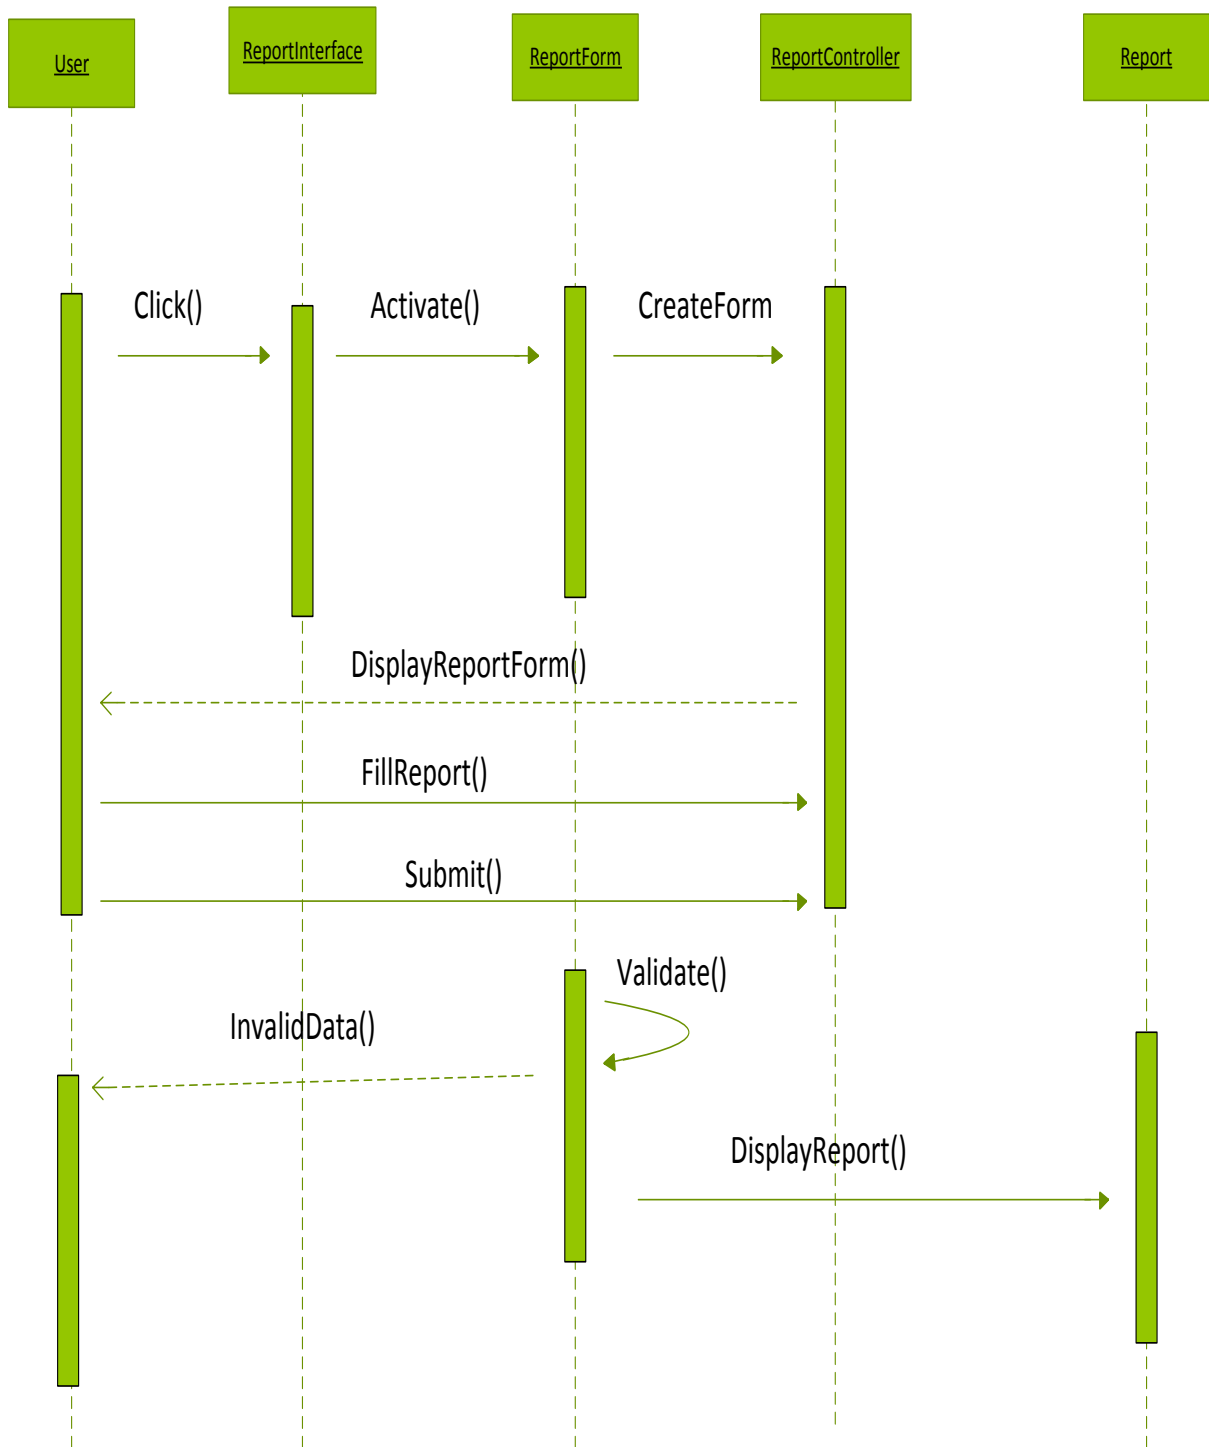 User
ReportInterface
ReportForm
ReportController
Report
Click()
Activate()
CreateForm
DisplayReportForm()
FillReport()
Submit()
Validate()
InvalidData()
DisplayReport()